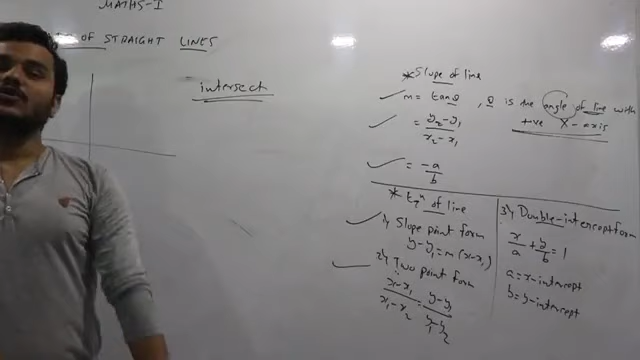 MATHS-I
OF STRAIGHT LINES
intersect
* Slope of line
m = tanθ , θ is the angle of line with
+ve X-axis
= y₂-y₁ / x₂-x₁
= -a / b
* Eqⁿ of line
1) Slope point form
y-y₁ = m(x-x₁)
2) Two point form
x-x₁ / x₁-x₂ = y-y₁ / y₁-y₂
3) Double-intercept form
x/a + y/b = 1
a = x-intercept
b = y-intercept